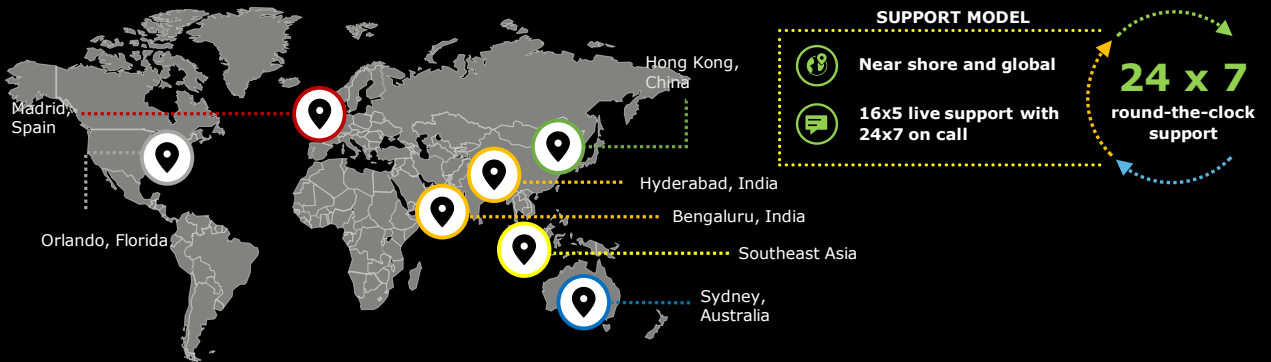 SUPPORT MODEL
Near shore and global
16x5 live support with
24x7 on call
24 x 7
round-the-clock
support
Hong Kong,
China
Madrid,
Spain
Hyderabad, India
Bengaluru, India
Orlando, Florida
Southeast Asia
Sydney,
Australia